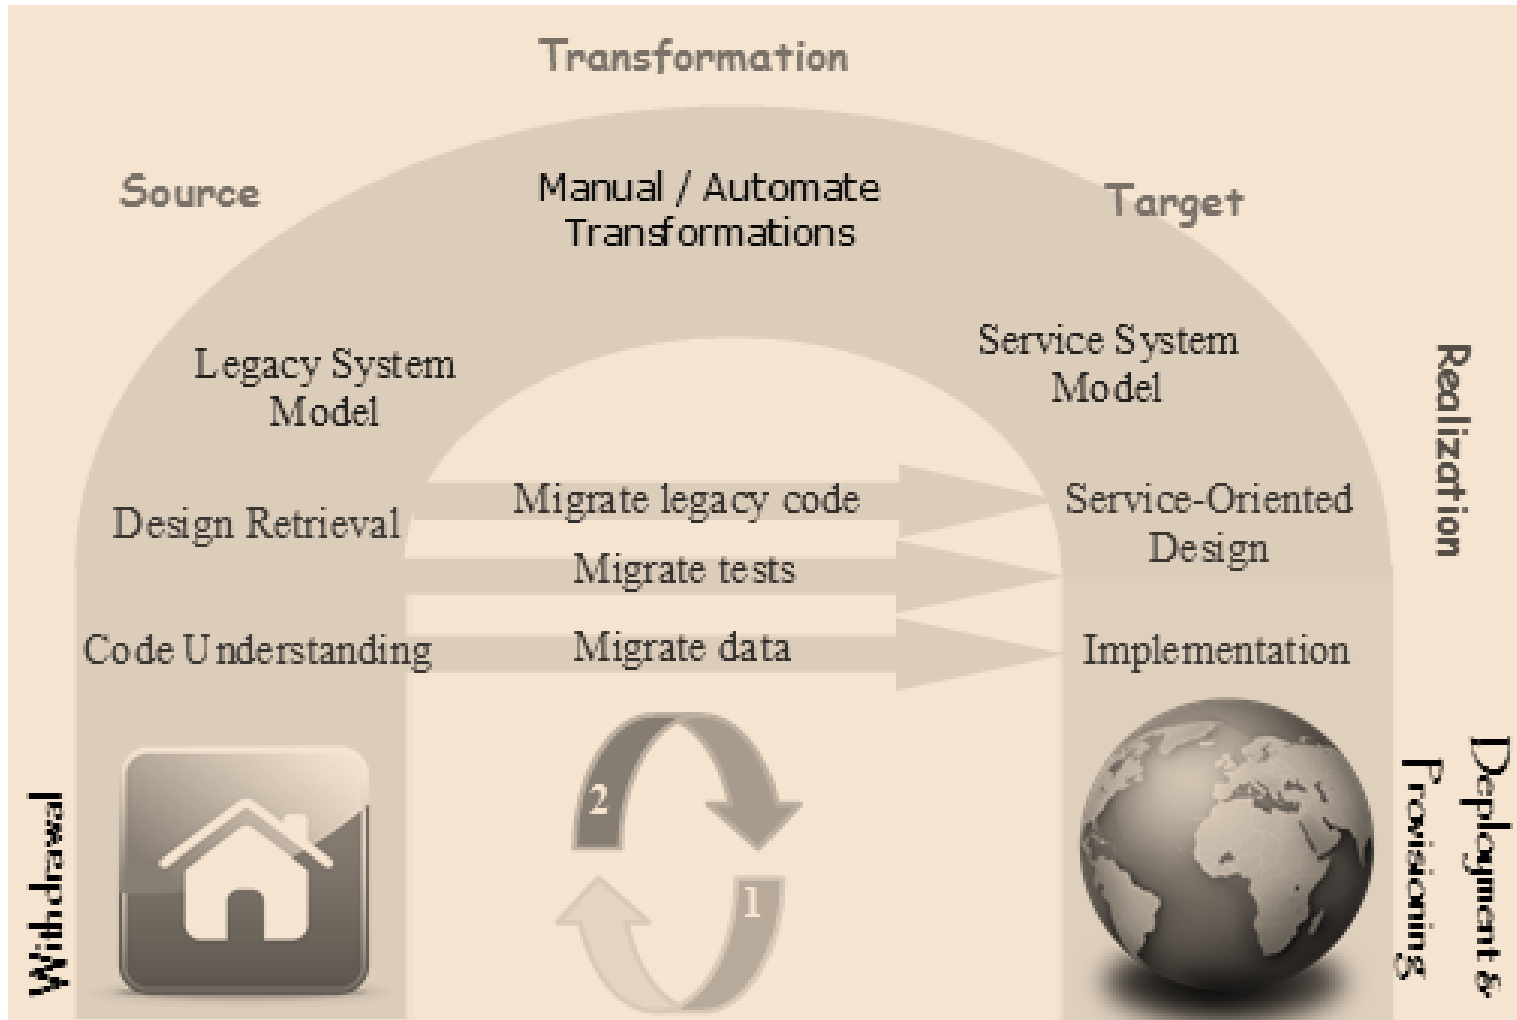 Transformation
Source
Target
Manual / Automate
Transformations
Legacy System
Model
Service System
Model
Realization
Design Retrieval
Migrate legacy code
Service-Oriented
Design
Migrate tests
Code Understanding
Migrate data
Implementation
Withdrawal
2
1
Deployment &
Provisioning